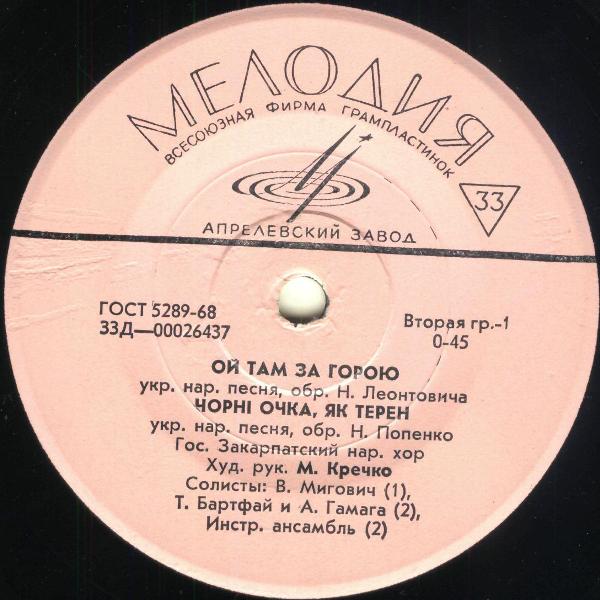 МЕЛОДИЯ
ВСЕСОЮЗНАЯ ФИРМА ГРАМПЛАСТИНОК
33
АПРЕЛЕВСКИЙ ЗАВОД
ГОСТ 5289-68
33Д—00026437
Вторая гр.-1
0-45
ОЙ ТАМ ЗА ГОРОЮ
укр. нар. песня, обр. Н. Леонтовича
ЧОРНІ ОЧКА, ЯК ТЕРЕН
укр. нар. песня, обр. Н. Попенко
Гос. Закарпатский нар. хор
Худ. рук. М. Кречко
Солисты: В. Мигович (1),
Т. Бартфай и А. Гамага (2),
Инстр. ансамбль (2)